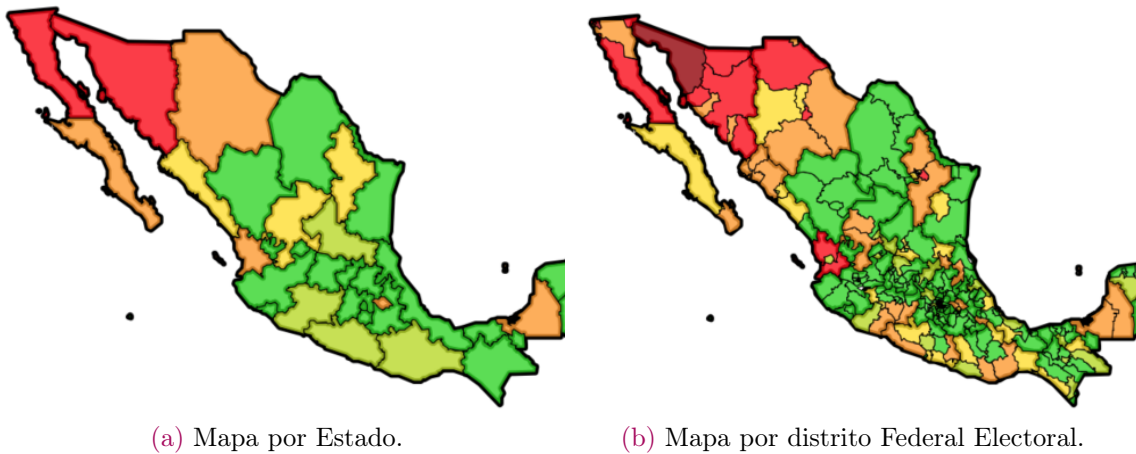 (a) Mapa por Estado.
(b) Mapa por distrito Federal Electoral.